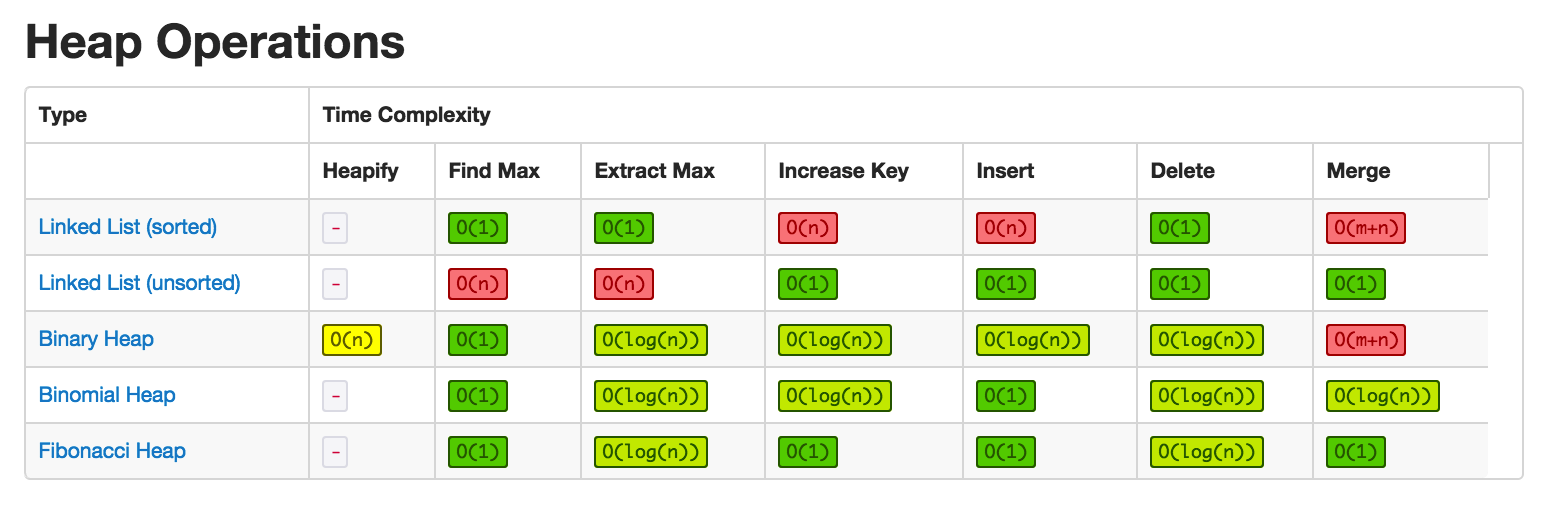 Heap Operations
Type Time Complexity
Heapify Find Max Extract Max Increase Key Insert Delete Merge
Linked List (sorted) - O(1) O(1) O(n) O(n) O(1) O(m+n)
Linked List (unsorted) - O(n) O(n) O(1) O(1) O(1) O(1)
Binary Heap O(n) O(1) O(log(n)) O(log(n)) O(log(n)) O(log(n)) O(m+n)
Binomial Heap - O(1) O(log(n)) O(log(n)) O(1) O(log(n)) O(log(n))
Fibonacci Heap - O(1) O(log(n)) O(1) O(1) O(log(n)) O(1)